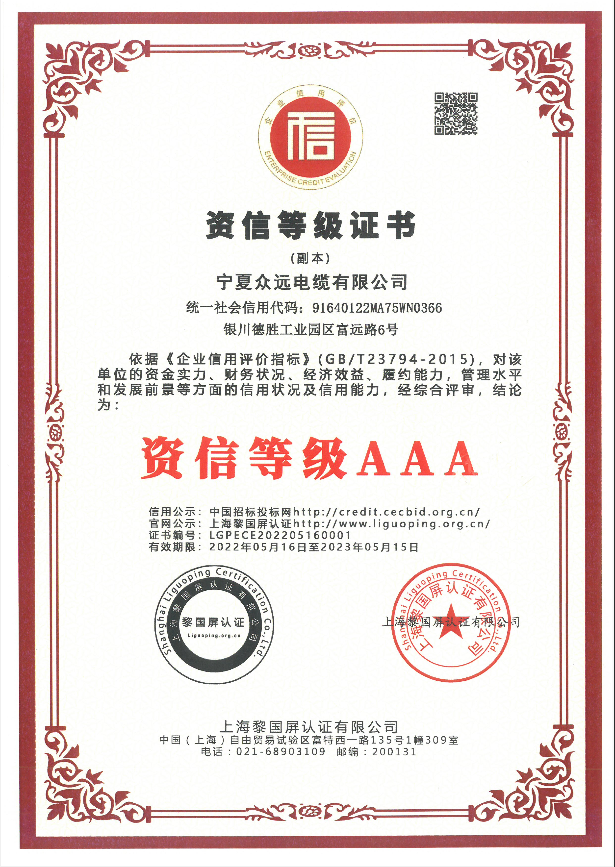 企业信用评价
信
ENTERPRISE CREDIT EVALUATION
资信等级证书
(副本)
宁夏众远电缆有限公司
统一社会信用代码：91640122MA75WN0366
银川德胜工业园区富远路6号
依据《企业信用评价指标》(GB/T23794-2015)，对该
单位的资金实力、财务状况、经济效益、履约能力，管理水平
和发展前景等方面的信用状况及信用能力，经综合评审，结论
为：
资信等级AAA
信用公示：中国招标投标网http://credit.cecbid.org.cn/
官网公示：上海黎国屏认证http://www.liguoping.org.cn/
证书编号：LGPECE202205160001
有效期限：2022年05月16日至2023年05月15日
Shanghai Liguoping Certification Co.,Ltd.
上海黎国屏认证有限公司
黎国屏认证
Liguoping.org.cn
Shanghai Liguoping Certification Co.,Ltd.
上海黎国屏认证有限公司
上海黎国屏认证有限公司
上海黎国屏认证有限公司
中国（上海）自由贸易试验区富特西一路135号1幢309室
电话：021-68903109 邮编：200131